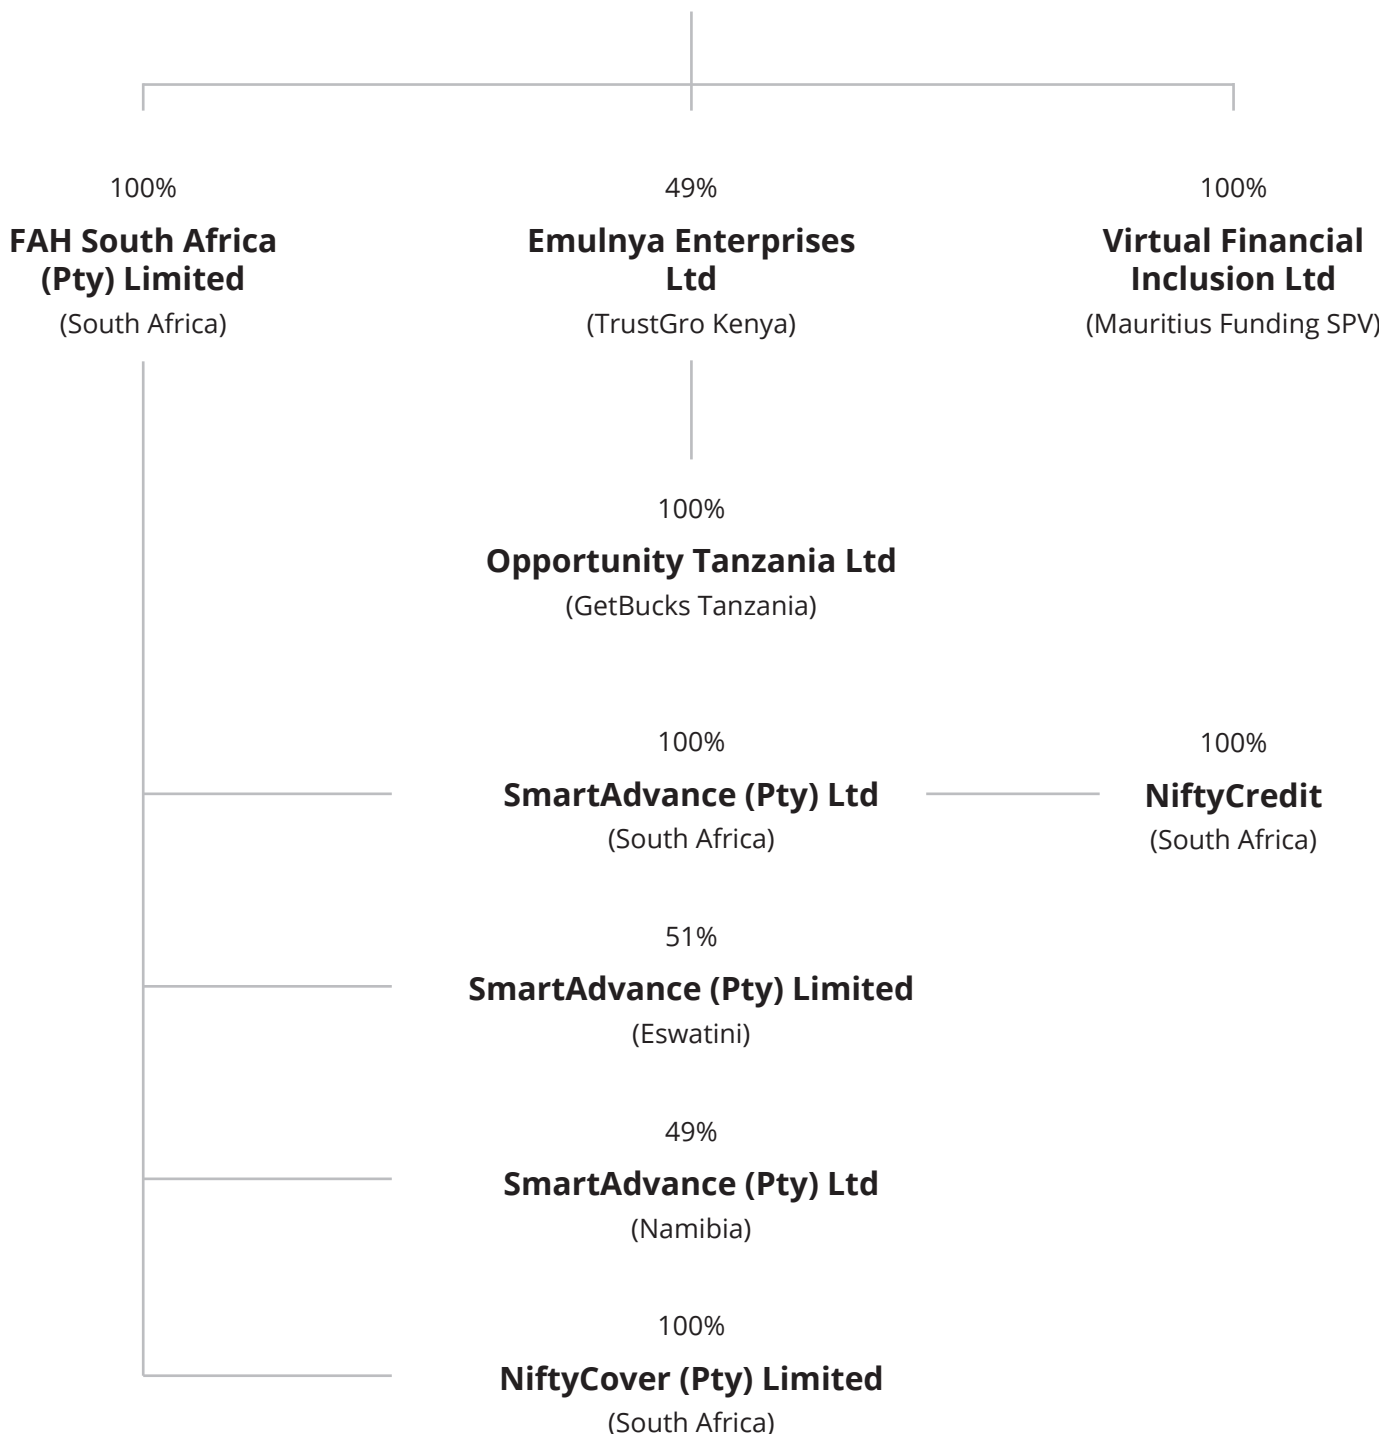 100%
FAH South Africa
(Pty) Limited
(South Africa)
49%
Emulnya Enterprises
Ltd
(TrustGro Kenya)
100%
Virtual Financial
Inclusion Ltd
(Mauritius Funding SPV)
100%
Opportunity Tanzania Ltd
(GetBucks Tanzania)
100%
SmartAdvance (Pty) Ltd
(South Africa)
100%
NiftyCredit
(South Africa)
51%
SmartAdvance (Pty) Limited
(Eswatini)
49%
SmartAdvance (Pty) Ltd
(Namibia)
100%
NiftyCover (Pty) Limited
(South Africa)